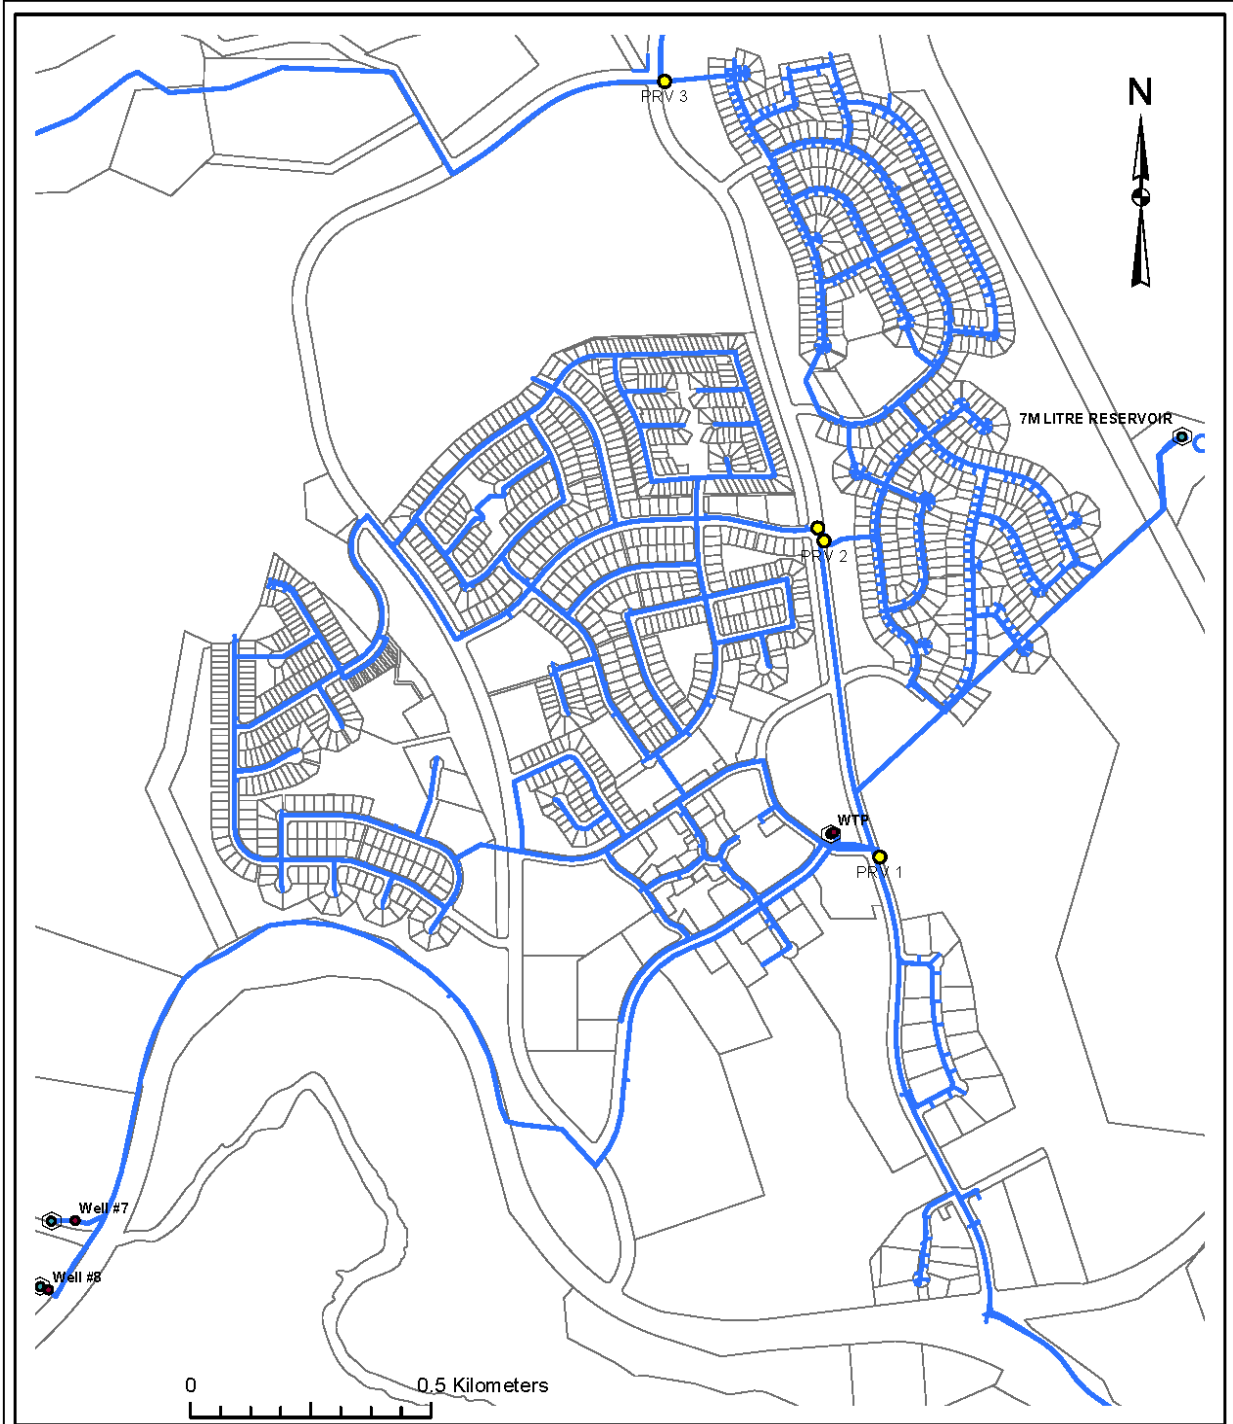 PRV 3
N
7M LITRE RESERVOIR
PRV 2
WTP
PRV 1
Well #7
Well #8
0 0.5 Kilometers